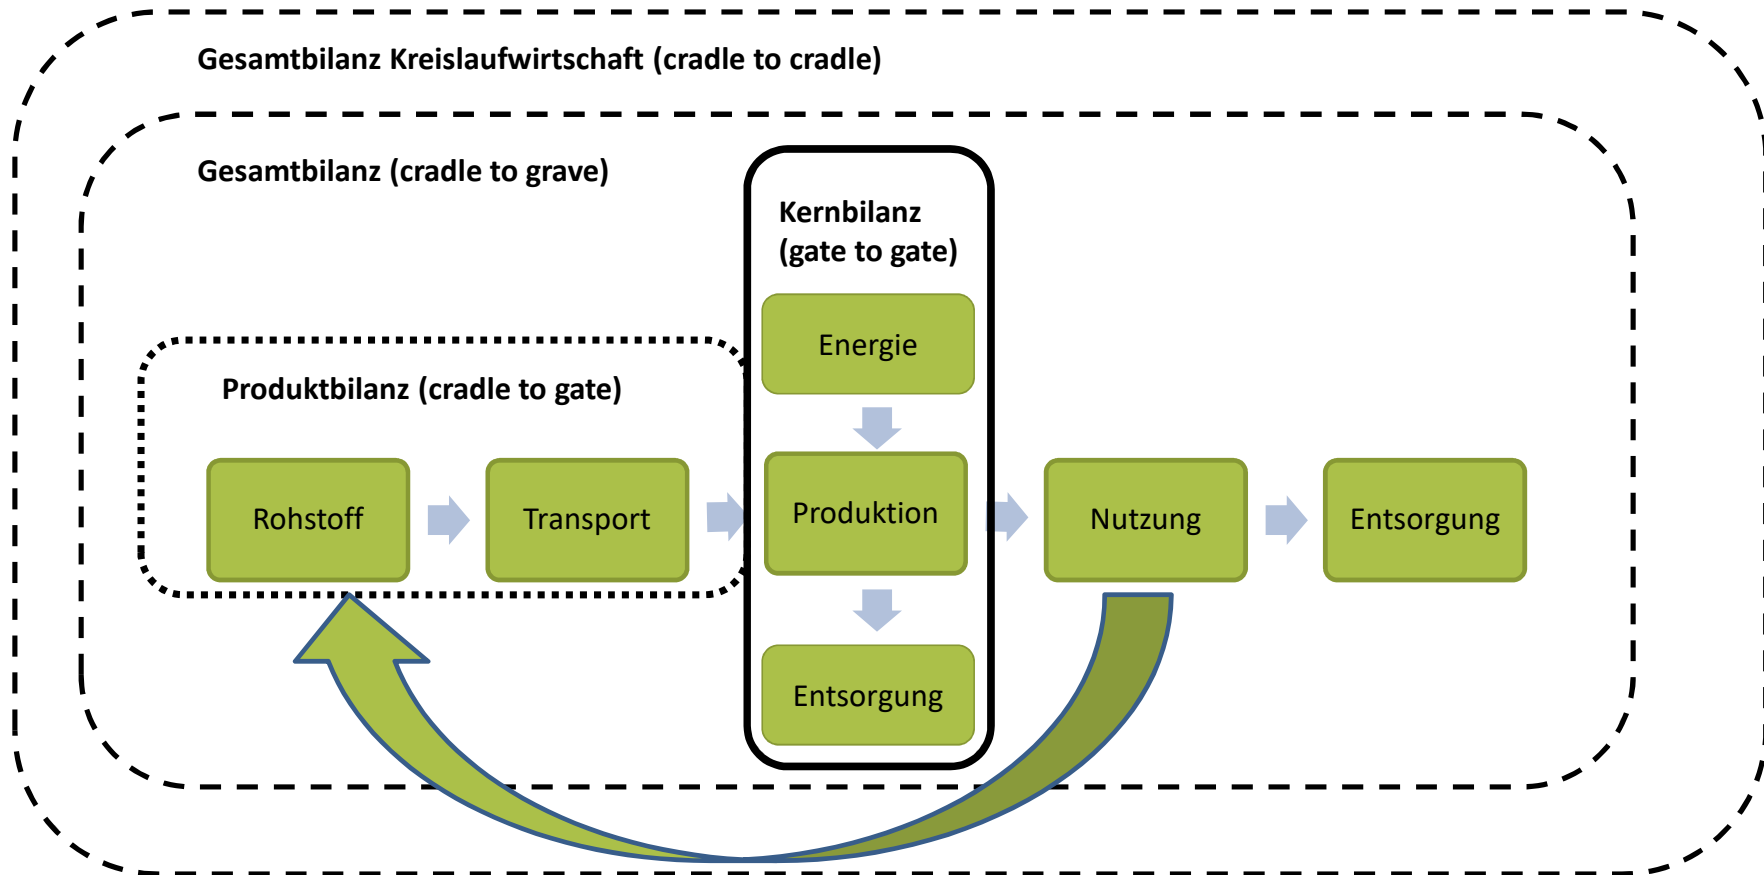 Gesamtbilanz Kreislaufwirtschaft (cradle to cradle)
Gesamtbilanz (cradle to grave)
Kernbilanz
(gate to gate)
Energie
Produktbilanz (cradle to gate)
Rohstoff
Transport
Produktion
Nutzung
Entsorgung
Entsorgung